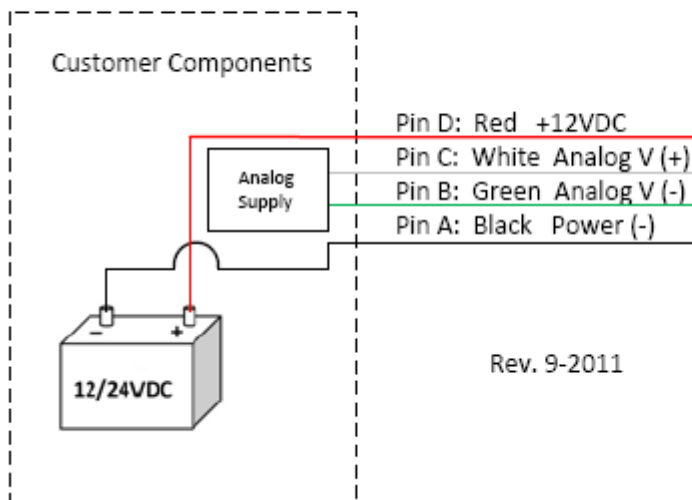 Customer Components
Pin D: Red +12VDC
Pin C: White Analog V (+)
Pin B: Green Analog V (-)
Pin A: Black Power (-)
Analog
Supply
− +
12/24VDC
Rev. 9-2011